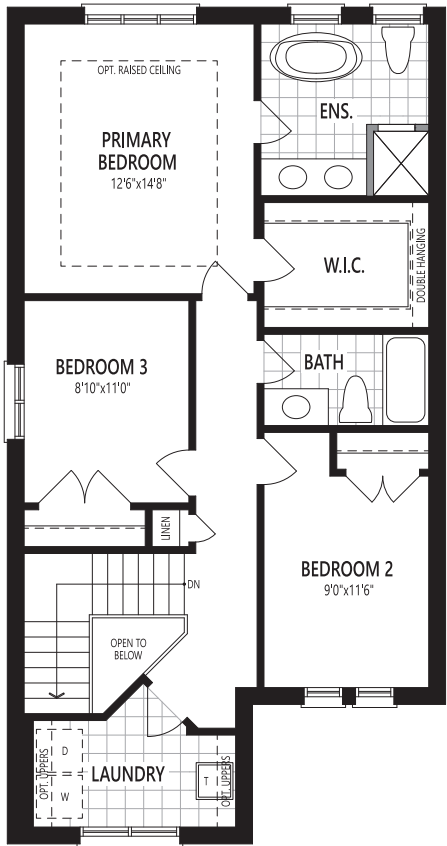 OPT. RAISED CEILING
PRIMARY
BEDROOM
12'6"x14'8"
ENS.
W.I.C.
DOUBLE HANGING
BEDROOM 3
8'10"x11'0"
BATH
LINEN
BEDROOM 2
9'0"x11'6"
DN
OPEN TO
BELOW
OPT. UPPERS
D
W
LAUNDRY
T
OPT. UPPERS